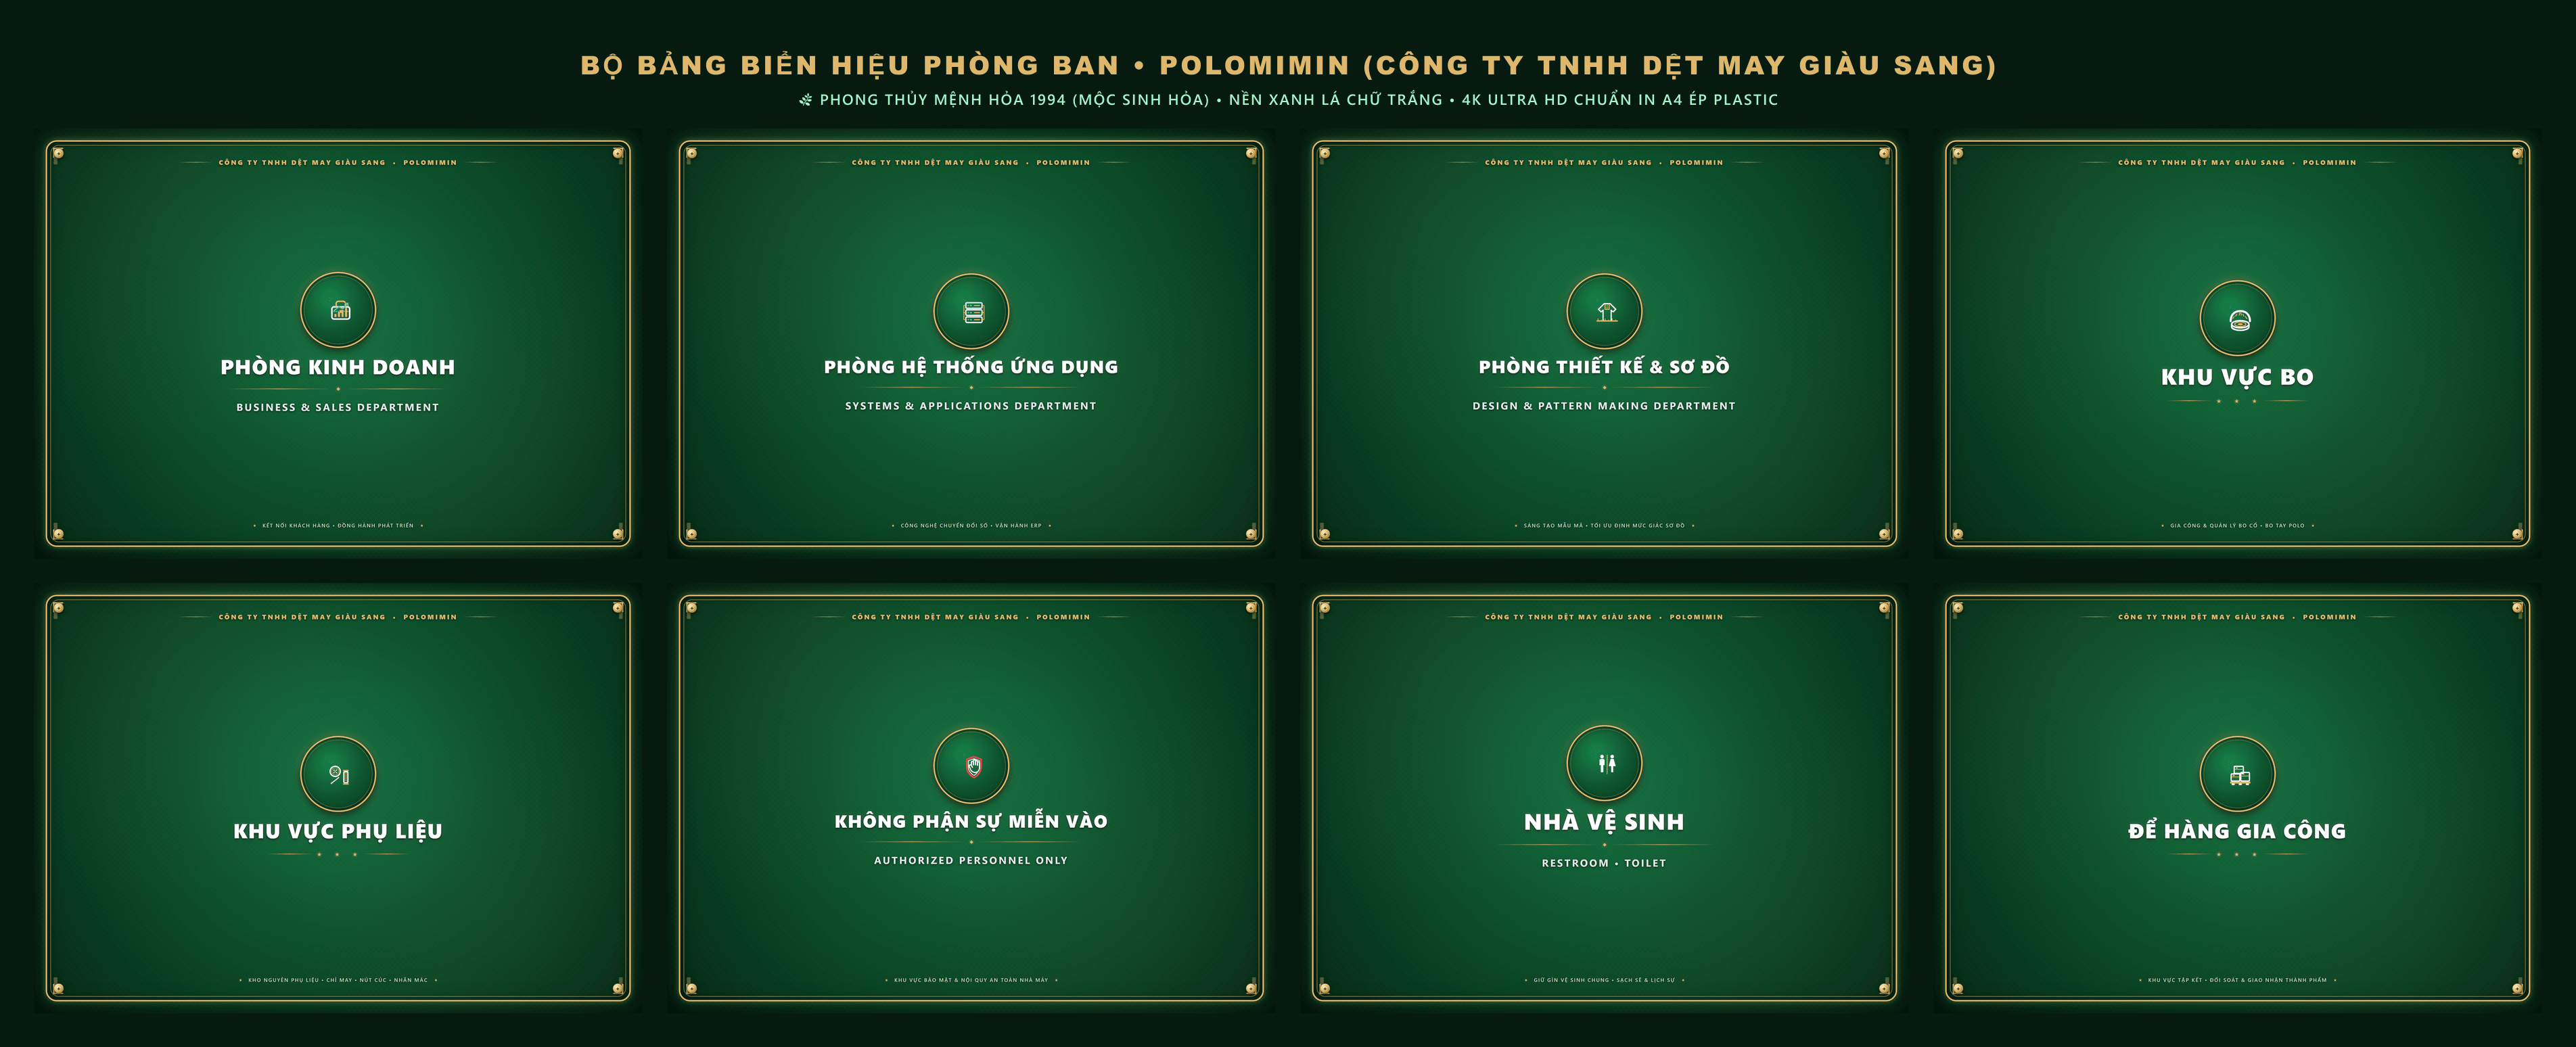 BỘ BẢNG BIỂN HIỆU PHÒNG BAN • POLOMIMIN (CÔNG TY TNHH DỆT MAY GIÀU SANG)
PHONG THỦY MỆNH HỎA 1994 (MỘC SINH HỎA) • NỀN XANH LÁ CHỮ TRẮNG • 4K ULTRA HD CHUẨN IN A4 ÉP PLASTIC
CÔNG TY TNHH DỆT MAY GIÀU SANG • POLOMIMIN
PHÒNG KINH DOANH
BUSINESS & SALES DEPARTMENT
• KẾT NỐI KHÁCH HÀNG • ĐỒNG HÀNH PHÁT TRIỂN •
CÔNG TY TNHH DỆT MAY GIÀU SANG • POLOMIMIN
PHÒNG HỆ THỐNG ỨNG DỤNG
SYSTEMS & APPLICATIONS DEPARTMENT
• CÔNG NGHỆ CHUYỂN ĐỔI SỐ • VẬN HÀNH ERP •
CÔNG TY TNHH DỆT MAY GIÀU SANG • POLOMIMIN
PHÒNG THIẾT KẾ & SƠ ĐỒ
DESIGN & PATTERN MAKING DEPARTMENT
• SÁNG TẠO MẪU MÃ • TỐI ƯU ĐỊNH MỨC GIÁC SƠ ĐỒ •
CÔNG TY TNHH DỆT MAY GIÀU SANG • POLOMIMIN
KHU VỰC BO
• GIA CÔNG & QUẢN LÝ BO CỔ • BO TAY POLO •
CÔNG TY TNHH DỆT MAY GIÀU SANG • POLOMIMIN
KHU VỰC PHỤ LIỆU
• KHO NGUYÊN PHỤ LIỆU • CHỈ MAY • NÚT CÚC • NHÃN MÁC •
CÔNG TY TNHH DỆT MAY GIÀU SANG • POLOMIMIN
KHÔNG PHẬN SỰ MIỄN VÀO
AUTHORIZED PERSONNEL ONLY
• KHU VỰC BẢO MẬT & NỘI QUY AN TOÀN NHÀ MÁY •
CÔNG TY TNHH DỆT MAY GIÀU SANG • POLOMIMIN
NHÀ VỆ SINH
RESTROOM • TOILET
• GIỮ GÌN VỆ SINH CHUNG • SẠCH SẼ & LỊCH SỰ •
CÔNG TY TNHH DỆT MAY GIÀU SANG • POLOMIMIN
ĐỂ HÀNG GIA CÔNG
• KHU VỰC TẬP KẾT • ĐỐI SOÁT & GIAO NHẬN THÀNH PHẨM •